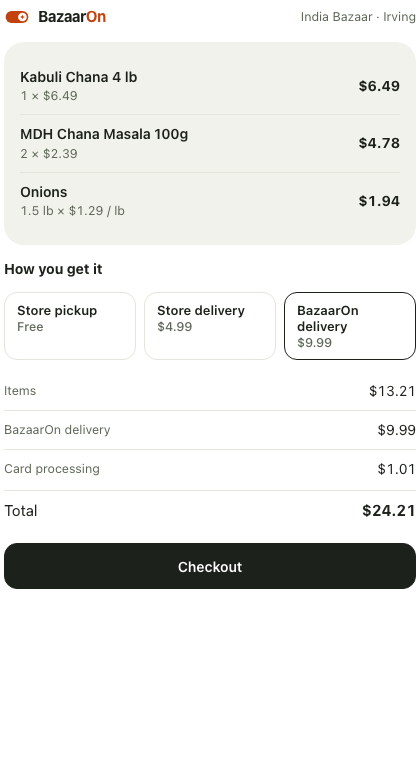 BazaarOn
India Bazaar · Irving
Kabuli Chana 4 lb
1 × $6.49
$6.49
MDH Chana Masala 100g
2 × $2.39
$4.78
Onions
1.5 lb × $1.29 / lb
$1.94
How you get it
Store pickup
Free
Store delivery
$4.99
BazaarOn
delivery
$9.99
Items
$13.21
BazaarOn delivery
$9.99
Card processing
$1.01
Total
$24.21
Checkout